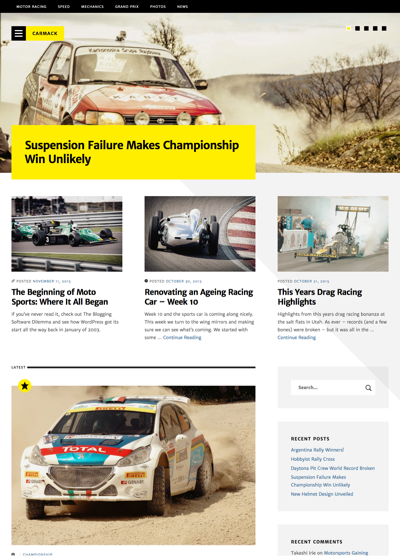 MOTOR RACING SPEED MECHANICS GRAND PRIX PHOTOS NEWS
CARMACK
Suspension Failure Makes Championship
Win Unlikely
POSTED NOVEMBER 11, 2013
The Beginning of Moto
Sports: Where It All Began
If you've never read it, check out The Blogging
Software Dilemma and see how WordPress got its
start all the way back in January of 2003.
POSTED OCTOBER 30, 2013
Renovating an Ageing Racing
Car – Week 10
Week 10 and the sports car is coming along nicely.
This week we turn to the wing mirrors and making
sure we can see what's coming. We started with
some … Continue Reading
POSTED OCTOBER 21, 2013
This Years Drag Racing
Highlights
Highlights from this years drag racing bonanza at
the salt flats in Utah. As ever – records (and a few
bones) were broken – but it was all in the …
Continue Reading
LATEST
Search...
TOTAL
RECENT POSTS
Argentina Rally Winners!
Hobbyist Rally Cross
Daytona Pit Crew World Record Broken
Suspension Failure Makes
Championship Win Unlikely
New Helmet Design Unveiled
RECENT COMMENTS
Takashi Irie on Motorsports Gaining
CHAMPIONSHIP